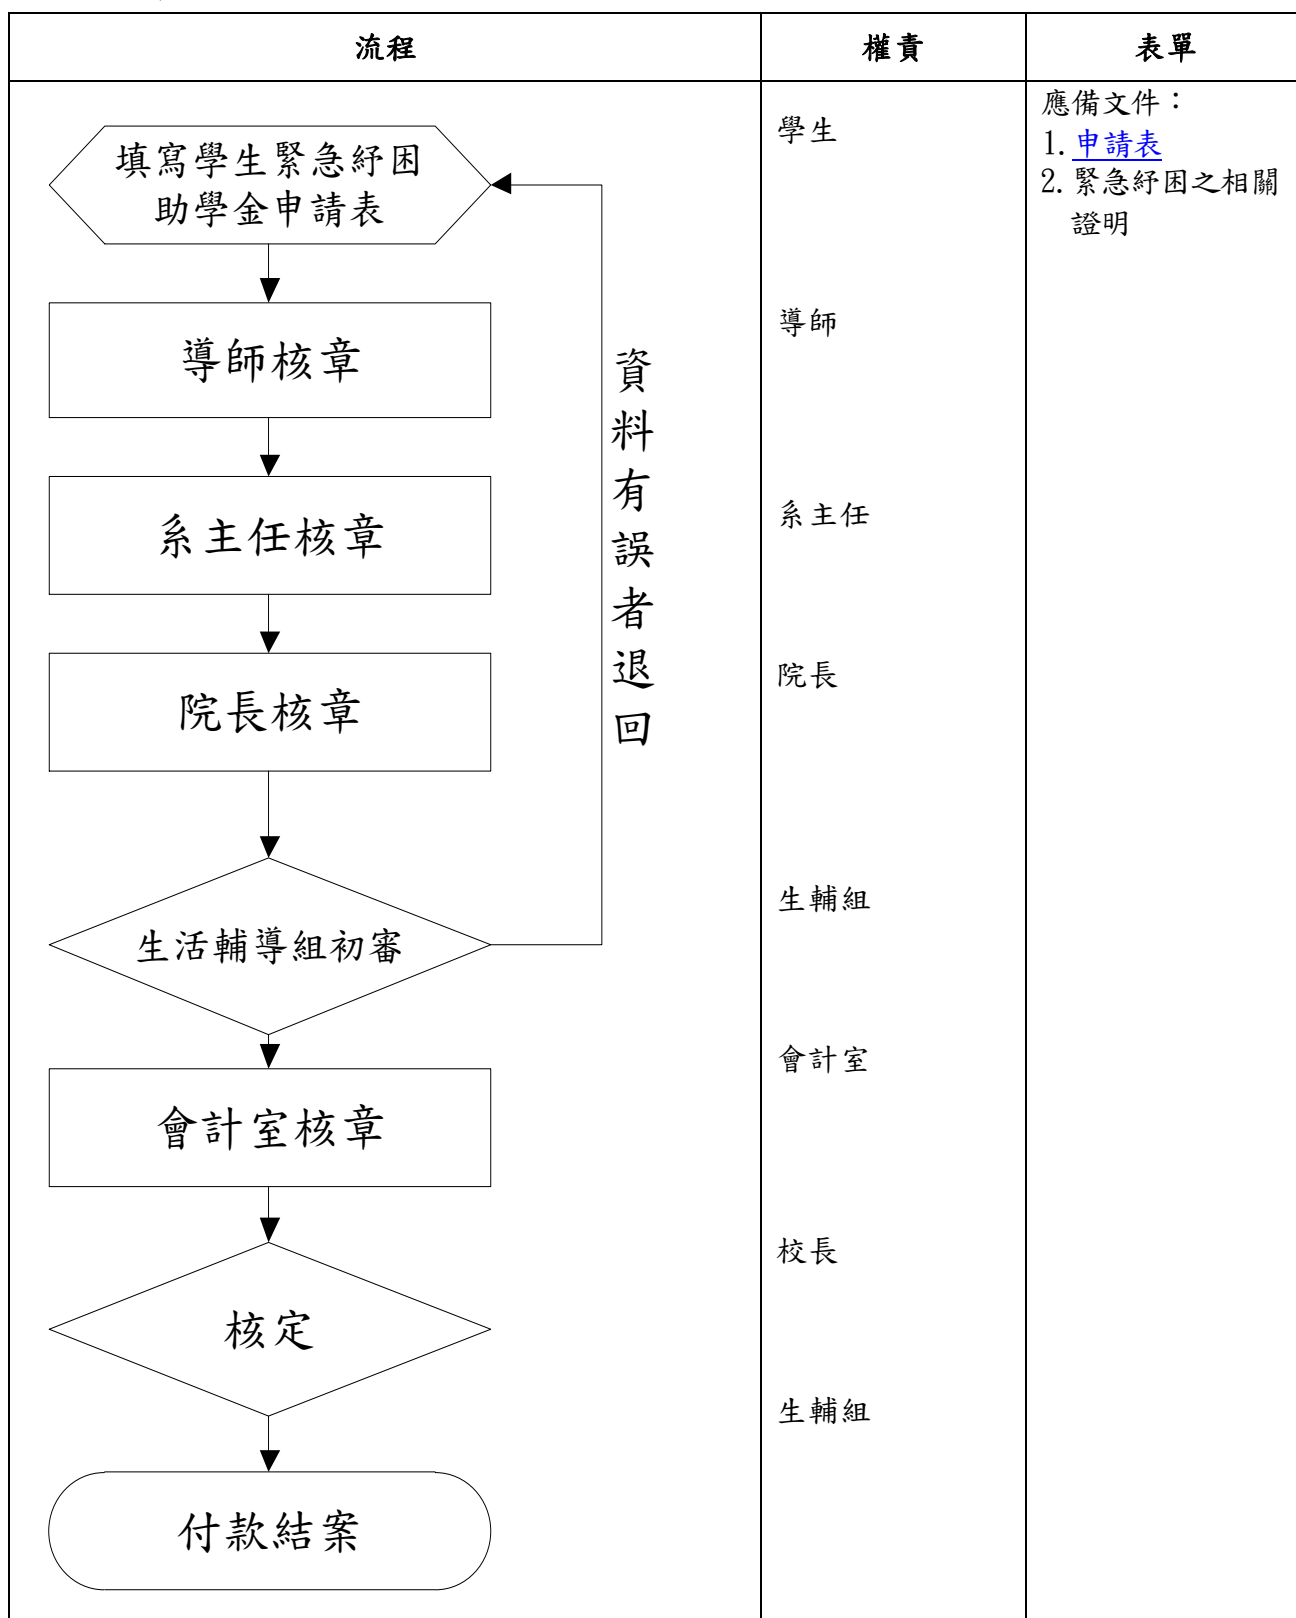 流程
權責
表單
填寫學生緊急紓困
助學金申請表
導師核章
系主任核章
院長核章
生活輔導組初審
會計室核章
核定
付款結案
資料有誤者退回
學生
導師
系主任
院長
生輔組
會計室
校長
生輔組
應備文件：
1. 申請表
2. 緊急紓困之相關
證明